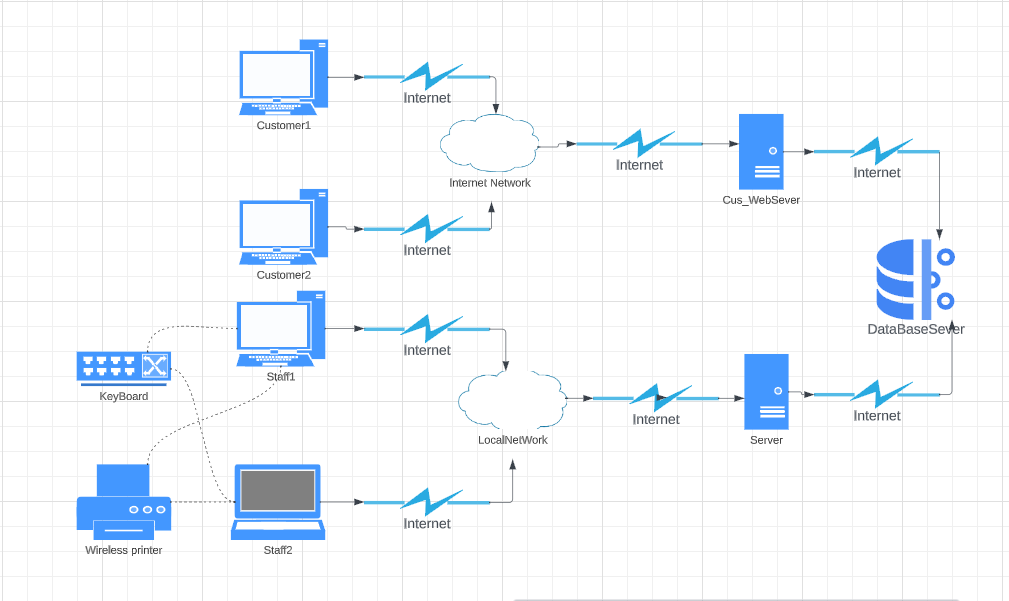 Internet
Customer1
Internet Network
Internet
Cus_WebSever
Internet
Internet
Customer2
Internet
DataBaseSever
Staff1
KeyBoard
LocalNetWork
Internet
Server
Internet
Internet
Wireless printer
Staff2